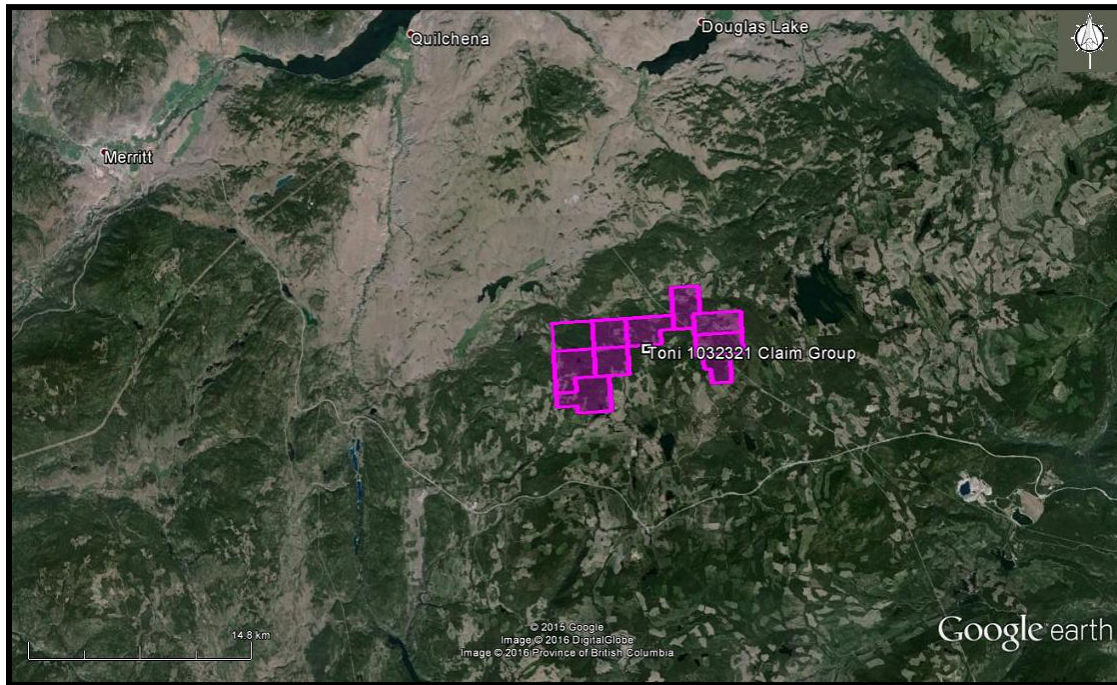 Quilchena
Douglas Lake
Merritt
Toni 1032321 Claim Group
14.8 km
© 2015 Google
Image © 2016 DigitalGlobe
Image © 2016 Province of British Columbia
Google earth